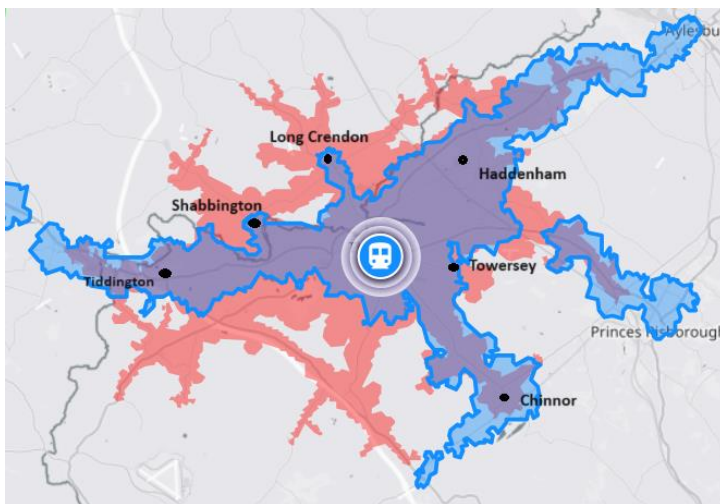 Aylesbu
Long Crendon
Haddenham
Shabbington
Towersey
Tiddington
Princes Risborough
Chinnor